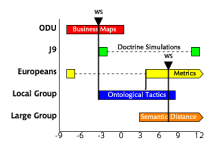 ws
ODU Business Maps
J9 Doctrine Simulations
ws
Europeans Metrics
Local Group Ontological Tactics
Large Group Semantic Distance
-9 -6 -3 0 3 6 9 12